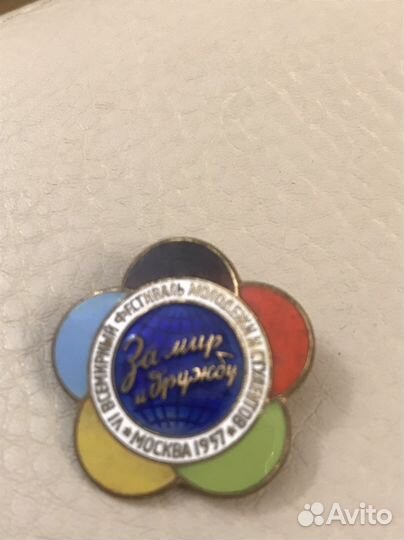 VI ВСЕМИРНЫЙ ФЕСТИВАЛЬ МОЛОДЕЖИ И СТУДЕНТОВ
За мир
и дружбу
* МОСКВА 1957 *
Avito